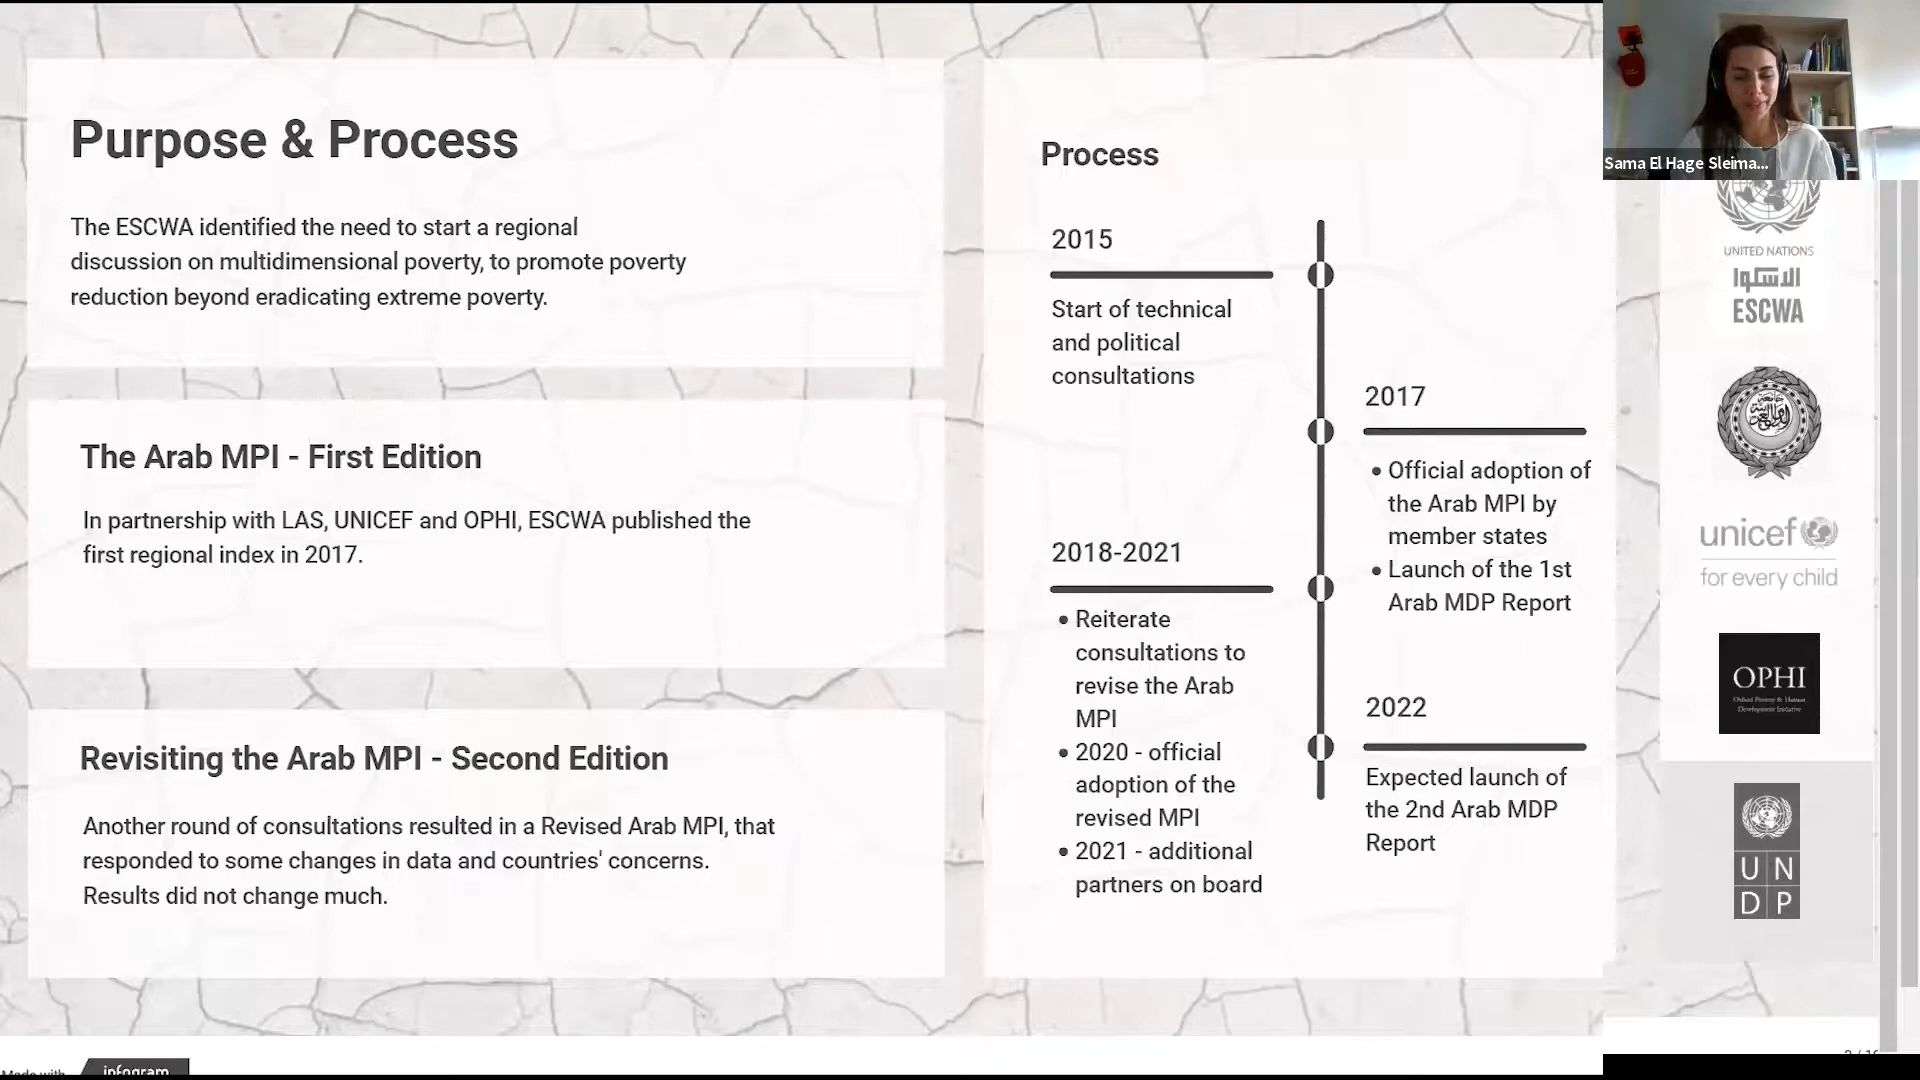 Purpose & Process
The ESCWA identified the need to start a regional
discussion on multidimensional poverty, to promote poverty
reduction beyond eradicating extreme poverty.
The Arab MPI - First Edition
In partnership with LAS, UNICEF and OPHI, ESCWA published the
first regional index in 2017.
Revisiting the Arab MPI - Second Edition
Another round of consultations resulted in a Revised Arab MPI, that
responded to some changes in data and countries' concerns.
Results did not change much.
Process
2015
Start of technical
and political
consultations
2017
• Official adoption of
the Arab MPI by
member states
• Launch of the 1st
Arab MDP Report
2018-2021
• Reiterate
consultations to
revise the Arab
MPI
• 2020 - official
adoption of the
revised MPI
• 2021 - additional
partners on board
2022
Expected launch of
the 2nd Arab MDP
Report
Sama El Hage Sleima...
UNITED NATIONS
الاسكوا
ESCWA
unicef
for every child
OPHI
Oxford Poverty & Human
Development Initiative
U N
D P
Made with
infogram